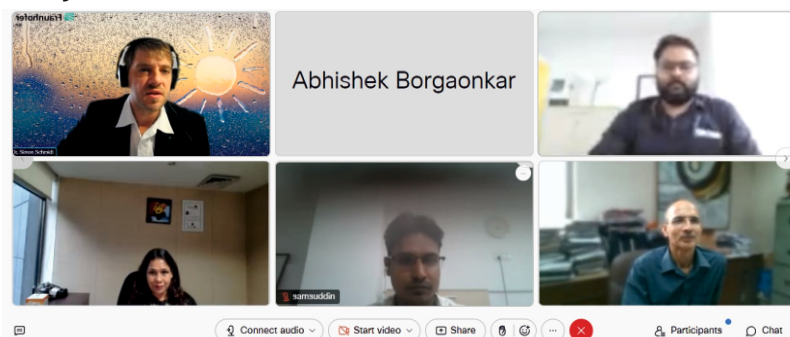 Fraunhofer
Dr. Simon Schmidt
Abhishek Borgaonkar
samsuddin
Connect audio
Start video
Share
Participants
Chat